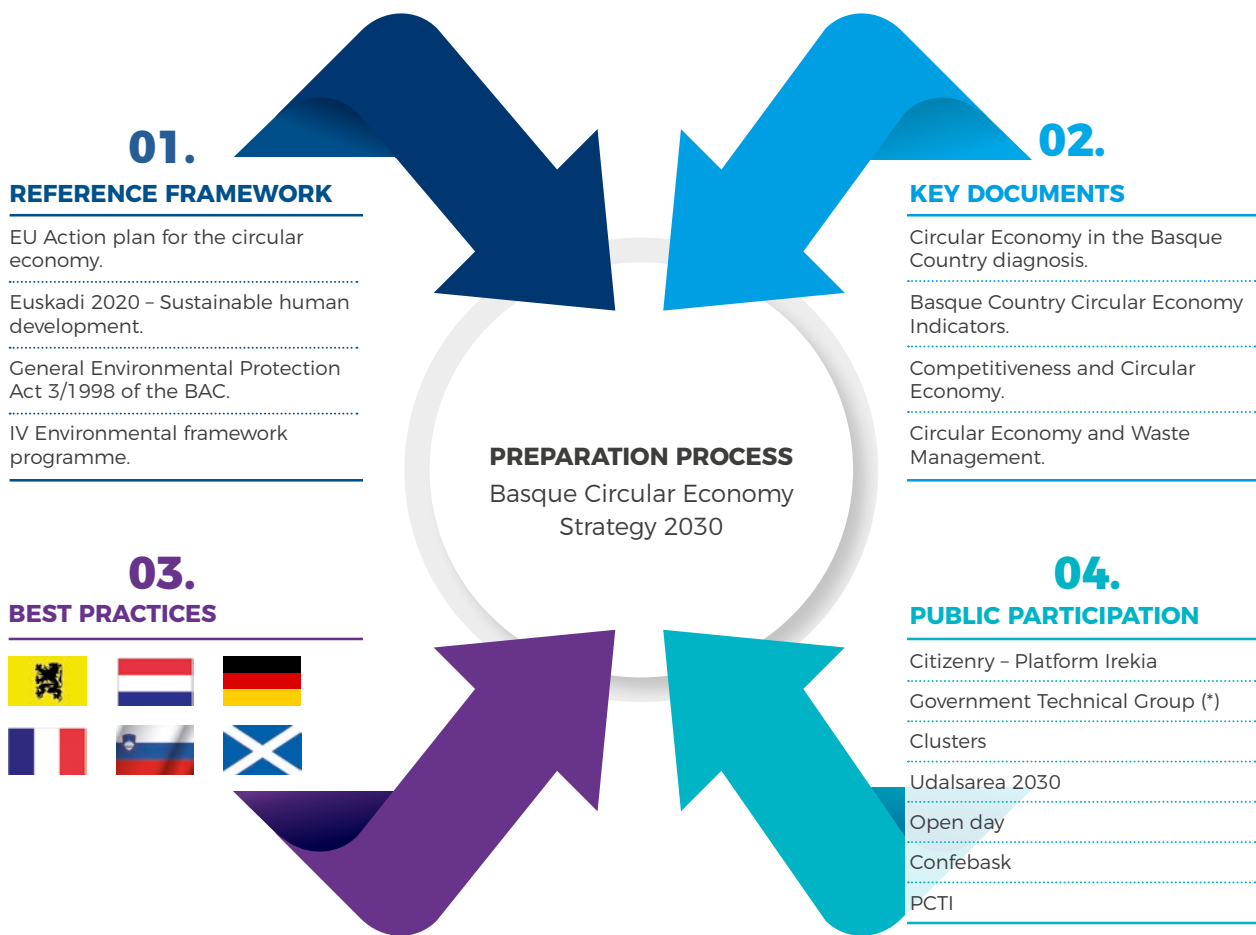 01.
REFERENCE FRAMEWORK
EU Action plan for the circular
economy.
Euskadi 2020 – Sustainable human
development.
General Environmental Protection
Act 3/1998 of the BAC.
IV Environmental framework
programme.
02.
KEY DOCUMENTS
Circular Economy in the Basque
Country diagnosis.
Basque Country Circular Economy
Indicators.
Competitiveness and Circular
Economy.
Circular Economy and Waste
Management.
PREPARATION PROCESS
Basque Circular Economy
Strategy 2030
03.
BEST PRACTICES
04.
PUBLIC PARTICIPATION
Citizenry – Platform Irekia
Government Technical Group (*)
Clusters
Udalsarea 2030
Open day
Confebask
PCTI